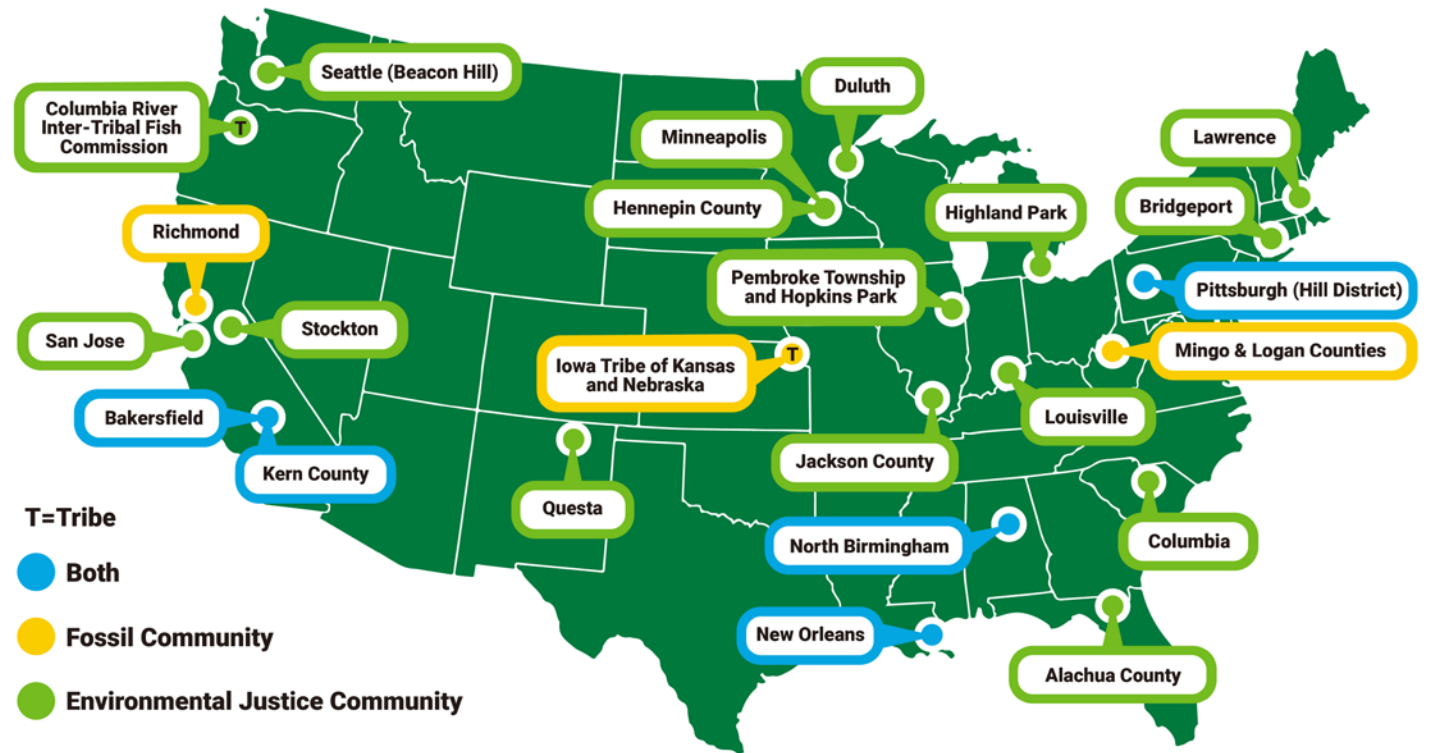 Seattle (Beacon Hill)
Columbia River
Inter-Tribal Fish
Commission
T
Duluth
Minneapolis
Hennepin County
Lawrence
Bridgeport
Highland Park
Richmond
Pembroke Township
and Hopkins Park
Pittsburgh (Hill District)
San Jose
Stockton
Iowa Tribe of Kansas
and Nebraska
T
Mingo & Logan Counties
Bakersfield
Kern County
Louisville
Jackson County
Questa
North Birmingham
Columbia
New Orleans
Alachua County
T=Tribe
Both
Fossil Community
Environmental Justice Community